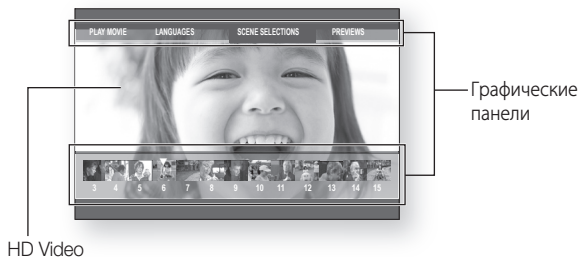 PLAY MOVIE LANGUAGES SCENE SELECTIONS PREVIEWS
Графические
панели
3 4 5 6 7 8 9 10 11 12 13 14 15
HD Video